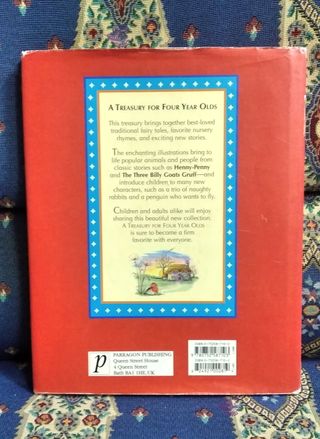 A TREASURY FOR FOUR YEAR OLDS
This treasury brings together best-loved
traditional fairy tales, favorite nursery
rhymes, and exciting new stories.
The enchanting illustrations bring to
life popular animals and people from
classic stories such as Henny-Penny
and The Three Billy Goats Gruff—and
introduce children to many new
characters, such as a trio of naughty
rabbits and a penguin who wants to fly.
Children and adults alike will enjoy
sharing this beautiful new collection.
A TREASURY FOR FOUR YEAR OLDS
is sure to become a firm
favorite with everyone.
p
PARRAGON PUBLISHING
Queen Street House
4 Queen Street
Bath BA1 1HE, UK